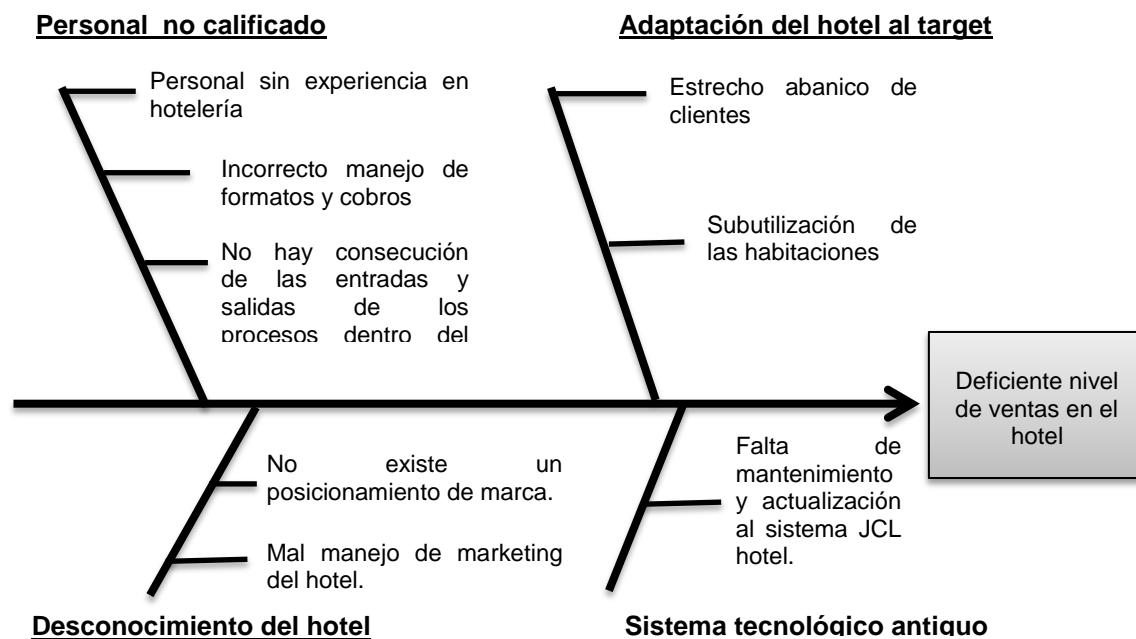 Personal no calificado
Personal sin experiencia en
hotelería
Incorrecto manejo de
formatos y cobros
No hay consecución
de las entradas y
salidas de los
procesos dentro del
Adaptación del hotel al target
Estrecho abanico de
clientes
Subutilización de
las habitaciones
Deficiente nivel
de ventas en el
hotel
No existe un
posicionamiento de marca.
Mal manejo de marketing
del hotel.
Desconocimiento del hotel
Falta de
mantenimiento
y actualización
al sistema JCL
hotel.
Sistema tecnológico antiguo